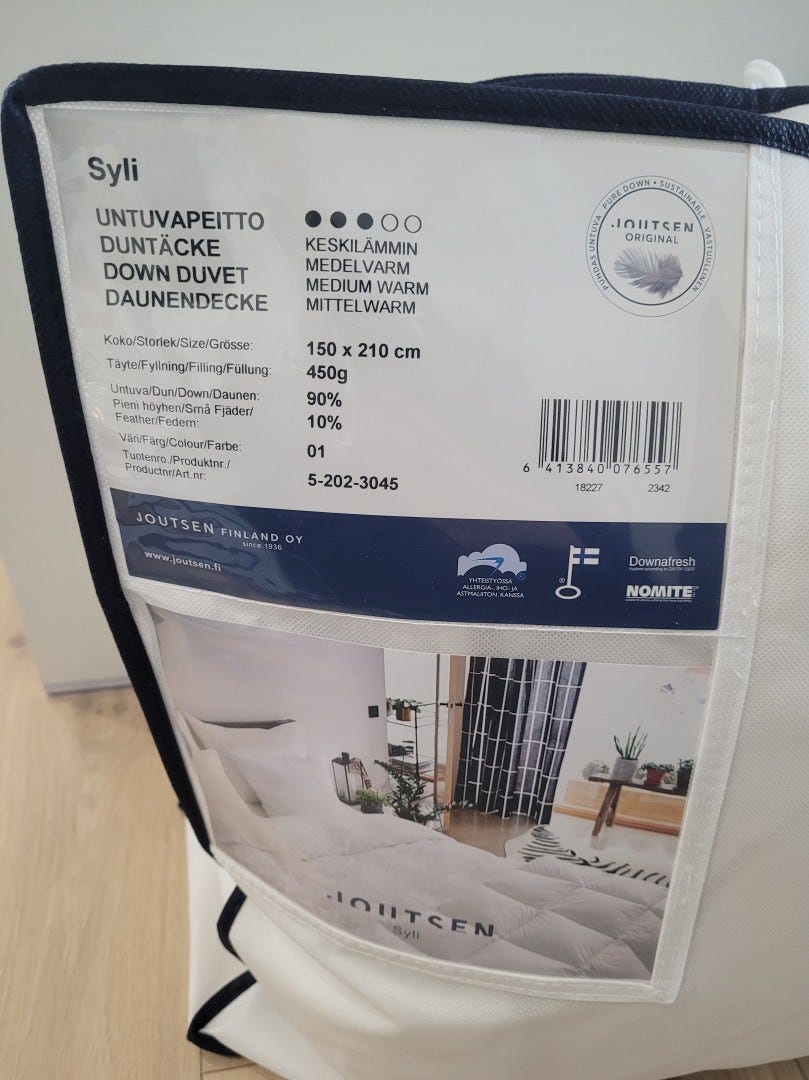 Syli
UNTUVAPEITTO
DUNTÄCKE
DOWN DUVET
DAUNENDECKE
KESKILÄMMIN
MEDELVARM
MEDIUM WARM
MITTELWARM
PUHDAS UNTUVA • PURE DOWN • SUSTAINABLE • VASTUULLINEN
JOUTSEN
ORIGINAL
Koko/Storlek/Size/Grösse: 150 x 210 cm
Täyte/Fyllning/Filling/Füllung: 450g
Untuva/Dun/Down/Daunen: 90%
Pieni höyhen/Små Fjäder/
Feather/Federn: 10%
Väri/Färg/Colour/Farbe: 01
Tuotenro./Produktnr./
Productnr/Art.nr: 5-202-3045
6 413840 076557
18227 2342
JOUTSEN FINLAND OY
since 1936
www.joutsen.fi
YHTEISTYÖSSÄ
ALLERGIA-, IHO- JA
ASTMALIITON KANSSA
Downafresh
NOMITE
JOUTSEN
Syli